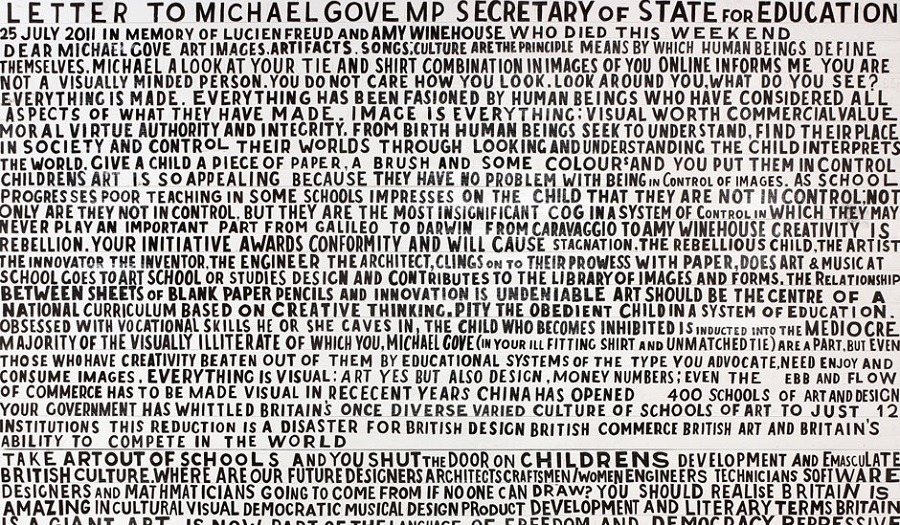 LETTER TO MICHAEL GOVE MP SECRETARY OF STATE FOR EDUCATION
25 JULY 2011 IN MEMORY OF LUCIEN FREUD AND AMY WINEHOUSE WHO DIED THIS WEEKEND
DEAR MICHAEL GOVE ART IMAGES. ARTIFACTS. SONGS: CULTURE ARE THE PRINCIPLE MEANS BY WHICH HUMAN BEINGS DEFINE
THEMSELVES. MICHAEL A LOOK AT YOUR TIE AND SHIRT COMBINATION IN IMAGES OF YOU ONLINE INFORMS ME YOU ARE
NOT A VISUALLY MINDED PERSON. YOU DO NOT CARE HOW YOU LOOK. LOOK AROUND YOU. WHAT DO YOU SEE?
EVERYTHING IS MADE. EVERYTHING HAS BEEN FASIONED BY HUMAN BEINGS WHO HAVE CONSIDERED ALL
ASPECTS OF WHAT THEY HAVE MADE. IMAGE IS EVERYTHING: VISUAL WORTH COMMERCIAL VALUE
MORAL VIRTUE AUTHORITY AND INTEGRITY. FROM BIRTH HUMAN BEINGS SEEK TO UNDERSTAND, FIND THEIR PLACE
IN SOCIETY AND CONTROL THEIR WORLDS THROUGH LOOKING AND UNDERSTANDING THE CHILD INTERPRETS
THE WORLD. GIVE A CHILD A PIECE OF PAPER, A BRUSH AND SOME COLOURS AND YOU PUT THEM IN CONTROL
CHILDRENS ART IS SO APPEALING BECAUSE THEY HAVE NO PROBLEM WITH BEING IN CONTROL OF IMAGES. AS SCHOOL
PROGRESSES POOR TEACHING IN SOME SCHOOLS IMPRESSES ON THE CHILD THAT THEY ARE NOT IN CONTROL. NOT
ONLY ARE THEY NOT IN CONTROL. BUT THEY ARE THE MOST INSIGNIFICANT COG IN A SYSTEM OF CONTROL IN WHICH THEY MAY
NEVER PLAY AN IMPORTANT PART FROM GALILEO TO DARWIN FROM CARAVAGGIO TO AMY WINEHOUSE CREATIVITY IS
REBELLION. YOUR INITIATIVE AWARDS CONFORMITY AND WILL CAUSE STAGNATION. THE REBELLIOUS CHILD, THE ARTIST
THE INNOVATOR THE INVENTOR. THE ENGINEER THE ARCHITECT, CLINGS ON TO THEIR PROWESS WITH PAPER, DOES ART & MUSIC AT
SCHOOL GOES TO ART SCHOOL OR STUDIES DESIGN AND CONTRIBUTES TO THE LIBRARY OF IMAGES AND FORMS. THE RELATIONSHIP
BETWEEN SHEETS OF BLANK PAPER PENCILS AND INNOVATION IS UNDENIABLE ART SHOULD BE THE CENTRE OF A
NATIONAL CURRICULUM BASED ON CREATIVE THINKING. PITY THE OBEDIENT CHILD IN A SYSTEM OF EDUCATION.
OBSESSED WITH VOCATIONAL SKILLS HE OR SHE CAVES IN, THE CHILD WHO BECOMES INHIBITED IS INDUCTED INTO THE MEDIOCRE
MAJORITY OF THE VISUALLY ILLITERATE OF WHICH YOU, MICHAEL GOVE (IN YOUR ILL FITTING SHIRT AND UNMATCHED TIE) ARE A PART. BUT EVEN
THOSE WHO HAVE CREATIVITY BEATEN OUT OF THEM BY EDUCATIONAL SYSTEMS OF THE TYPE YOU ADVOCATE, NEED ENJOY AND
CONSUME IMAGES. EVERYTHING IS VISUAL: ART YES BUT ALSO DESIGN, MONEY NUMBERS; EVEN THE EBB AND FLOW
OF COMMERCE HAS TO BE MADE VISUAL IN RECECENT YEARS CHINA HAS OPENED 400 SCHOOLS OF ART AND DESIGN
YOUR GOVERNMENT HAS WHITTLED BRITAIN'S ONCE DIVERSE VARIED CULTURE OF SCHOOLS OF ART TO JUST 12
INSTITUTIONS THIS REDUCTION IS A DISASTER FOR BRITISH DESIGN BRITISH COMMERCE BRITISH ART AND BRITAIN'S
ABILITY TO COMPETE IN THE WORLD
TAKE ART OUT OF SCHOOLS AND YOU SHUT THE DOOR ON CHILDRENS DEVELOPMENT AND EMASCULATE
BRITISH CULTURE. WHERE ARE OUR FUTURE DESIGNERS ARCHITECTS CRAFTSMEN/WOMEN ENGINEERS TECHNICIANS SOFTWARE
DESIGNERS AND MATHMATICIANS GOING TO COME FROM IF NO ONE CAN DRAW? YOU SHOULD REALISE BRITAIN IS
AMAZING IN CULTURAL VISUAL DEMOCRATIC MUSICAL DESIGN PRODUCT DEVELOPMENT AND LITERARY TERMS BRITAIN
IS A GIANT ART IS NOW PART OF THE LANGUAGE OF FREEDOM AND DEMOCRACY